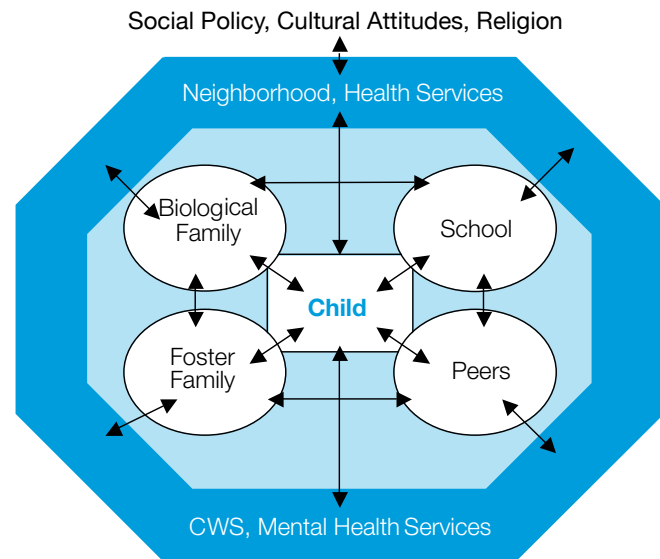 Social Policy, Cultural Attitudes, Religion
Neighborhood, Health Services
Biological
Family
School
Child
Foster
Family
Peers
CWS, Mental Health Services